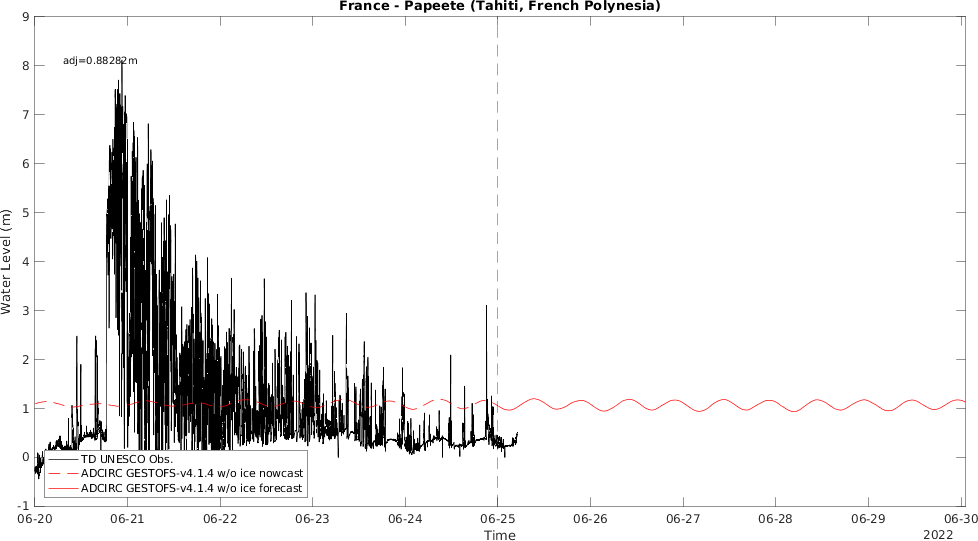 France - Papeete (Tahiti, French Polynesia)
9
8
7
6
5
4
3
2
1
0
-1
Water Level (m)
adj=0.88282m
TD UNESCO Obs.
ADCIRC GESTOFS-v4.1.4 w/o ice nowcast
ADCIRC GESTOFS-v4.1.4 w/o ice forecast
06-20 06-21 06-22 06-23 06-24 06-25 06-26 06-27 06-28 06-29 06-30
Time
2022